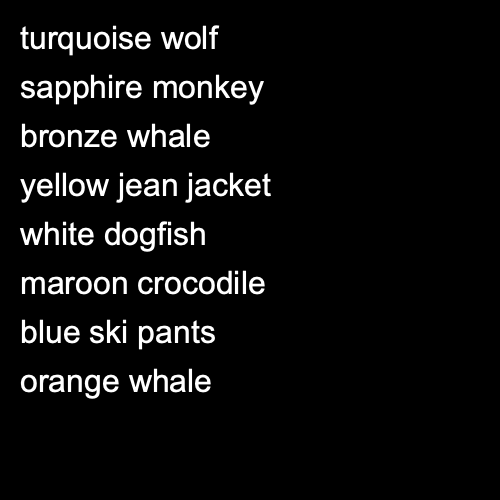 turquoise wolf
sapphire monkey
bronze whale
yellow jean jacket
white dogfish
maroon crocodile
blue ski pants
orange whale